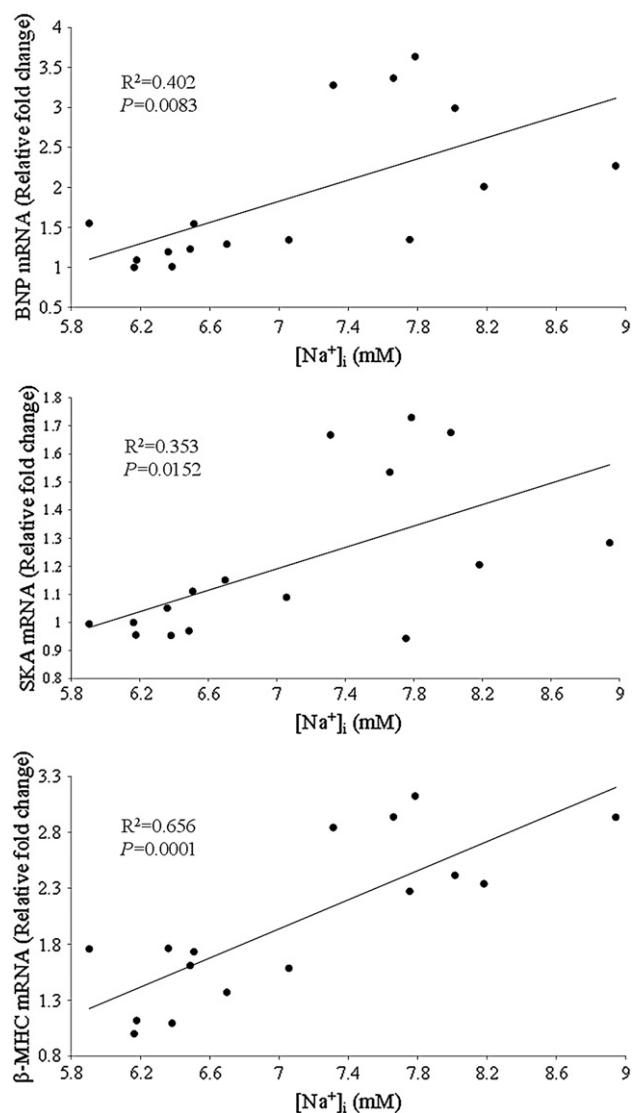 BNP mRNA (Relative fold change)
4
3.5
3
2.5
2
1.5
1
0.5
R²=0.402
P=0.0083
5.8 6.2 6.6 7 7.4 7.8 8.2 8.6 9
[Na⁺]ᵢ (mM)
SKA mRNA (Relative fold change)
1.8
1.7
1.6
1.5
1.4
1.3
1.2
1.1
1
0.9
0.8
R²=0.353
P=0.0152
5.8 6.2 6.6 7 7.4 7.8 8.2 8.6 9
[Na⁺]ᵢ (mM)
β-MHC mRNA (Relative fold change)
3.3
2.8
2.3
1.8
1.3
0.8
R²=0.656
P=0.0001
5.8 6.2 6.6 7 7.4 7.8 8.2 8.6 9
[Na⁺]ᵢ (mM)